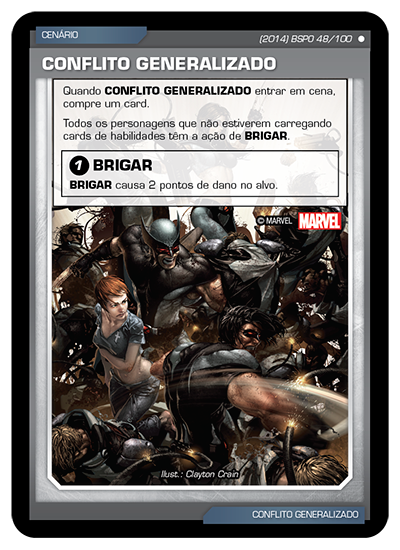 CENÁRIO
(2014) BSPO 48/100 ●
CONFLITO GENERALIZADO
Quando CONFLITO GENERALIZADO entrar em cena,
compre um card.
Todos os personagens que não estiverem carregando
cards de habilidades têm a ação de BRIGAR.
1 BRIGAR
BRIGAR causa 2 pontos de dano no alvo.
© MARVEL MARVEL
Ilust.: Clayton Crain
CONFLITO GENERALIZADO